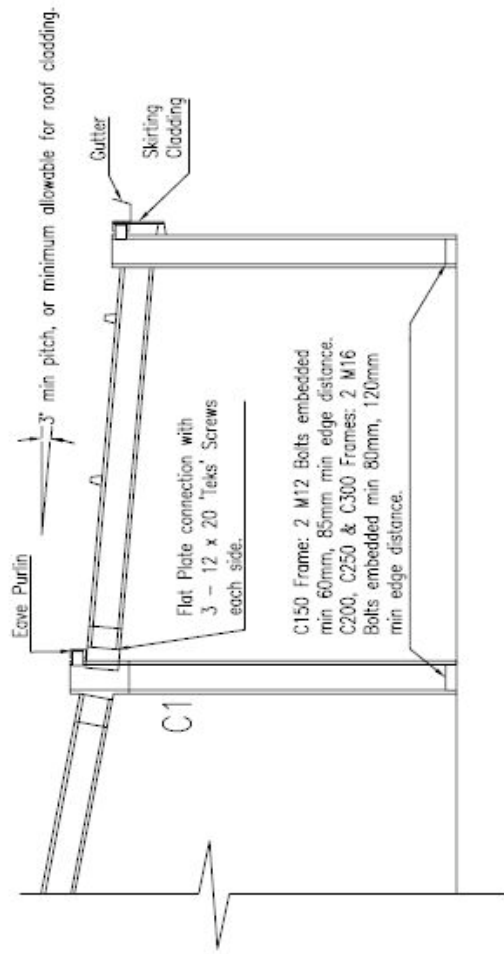 3° min pitch, or minimum allowable for roof cladding.
Eave Purlin
Gutter
Skirting
Cladding
Flat Plate connection with
3 - 12 x 20 'Teks' Screws
each side.
C1
C150 Frame: 2 M12 Bolts embedded
min 60mm, 85mm min edge distance.
C200, C250 & C300 Frames: 2 M16
Bolts embedded min 80mm, 120mm
min edge distance.